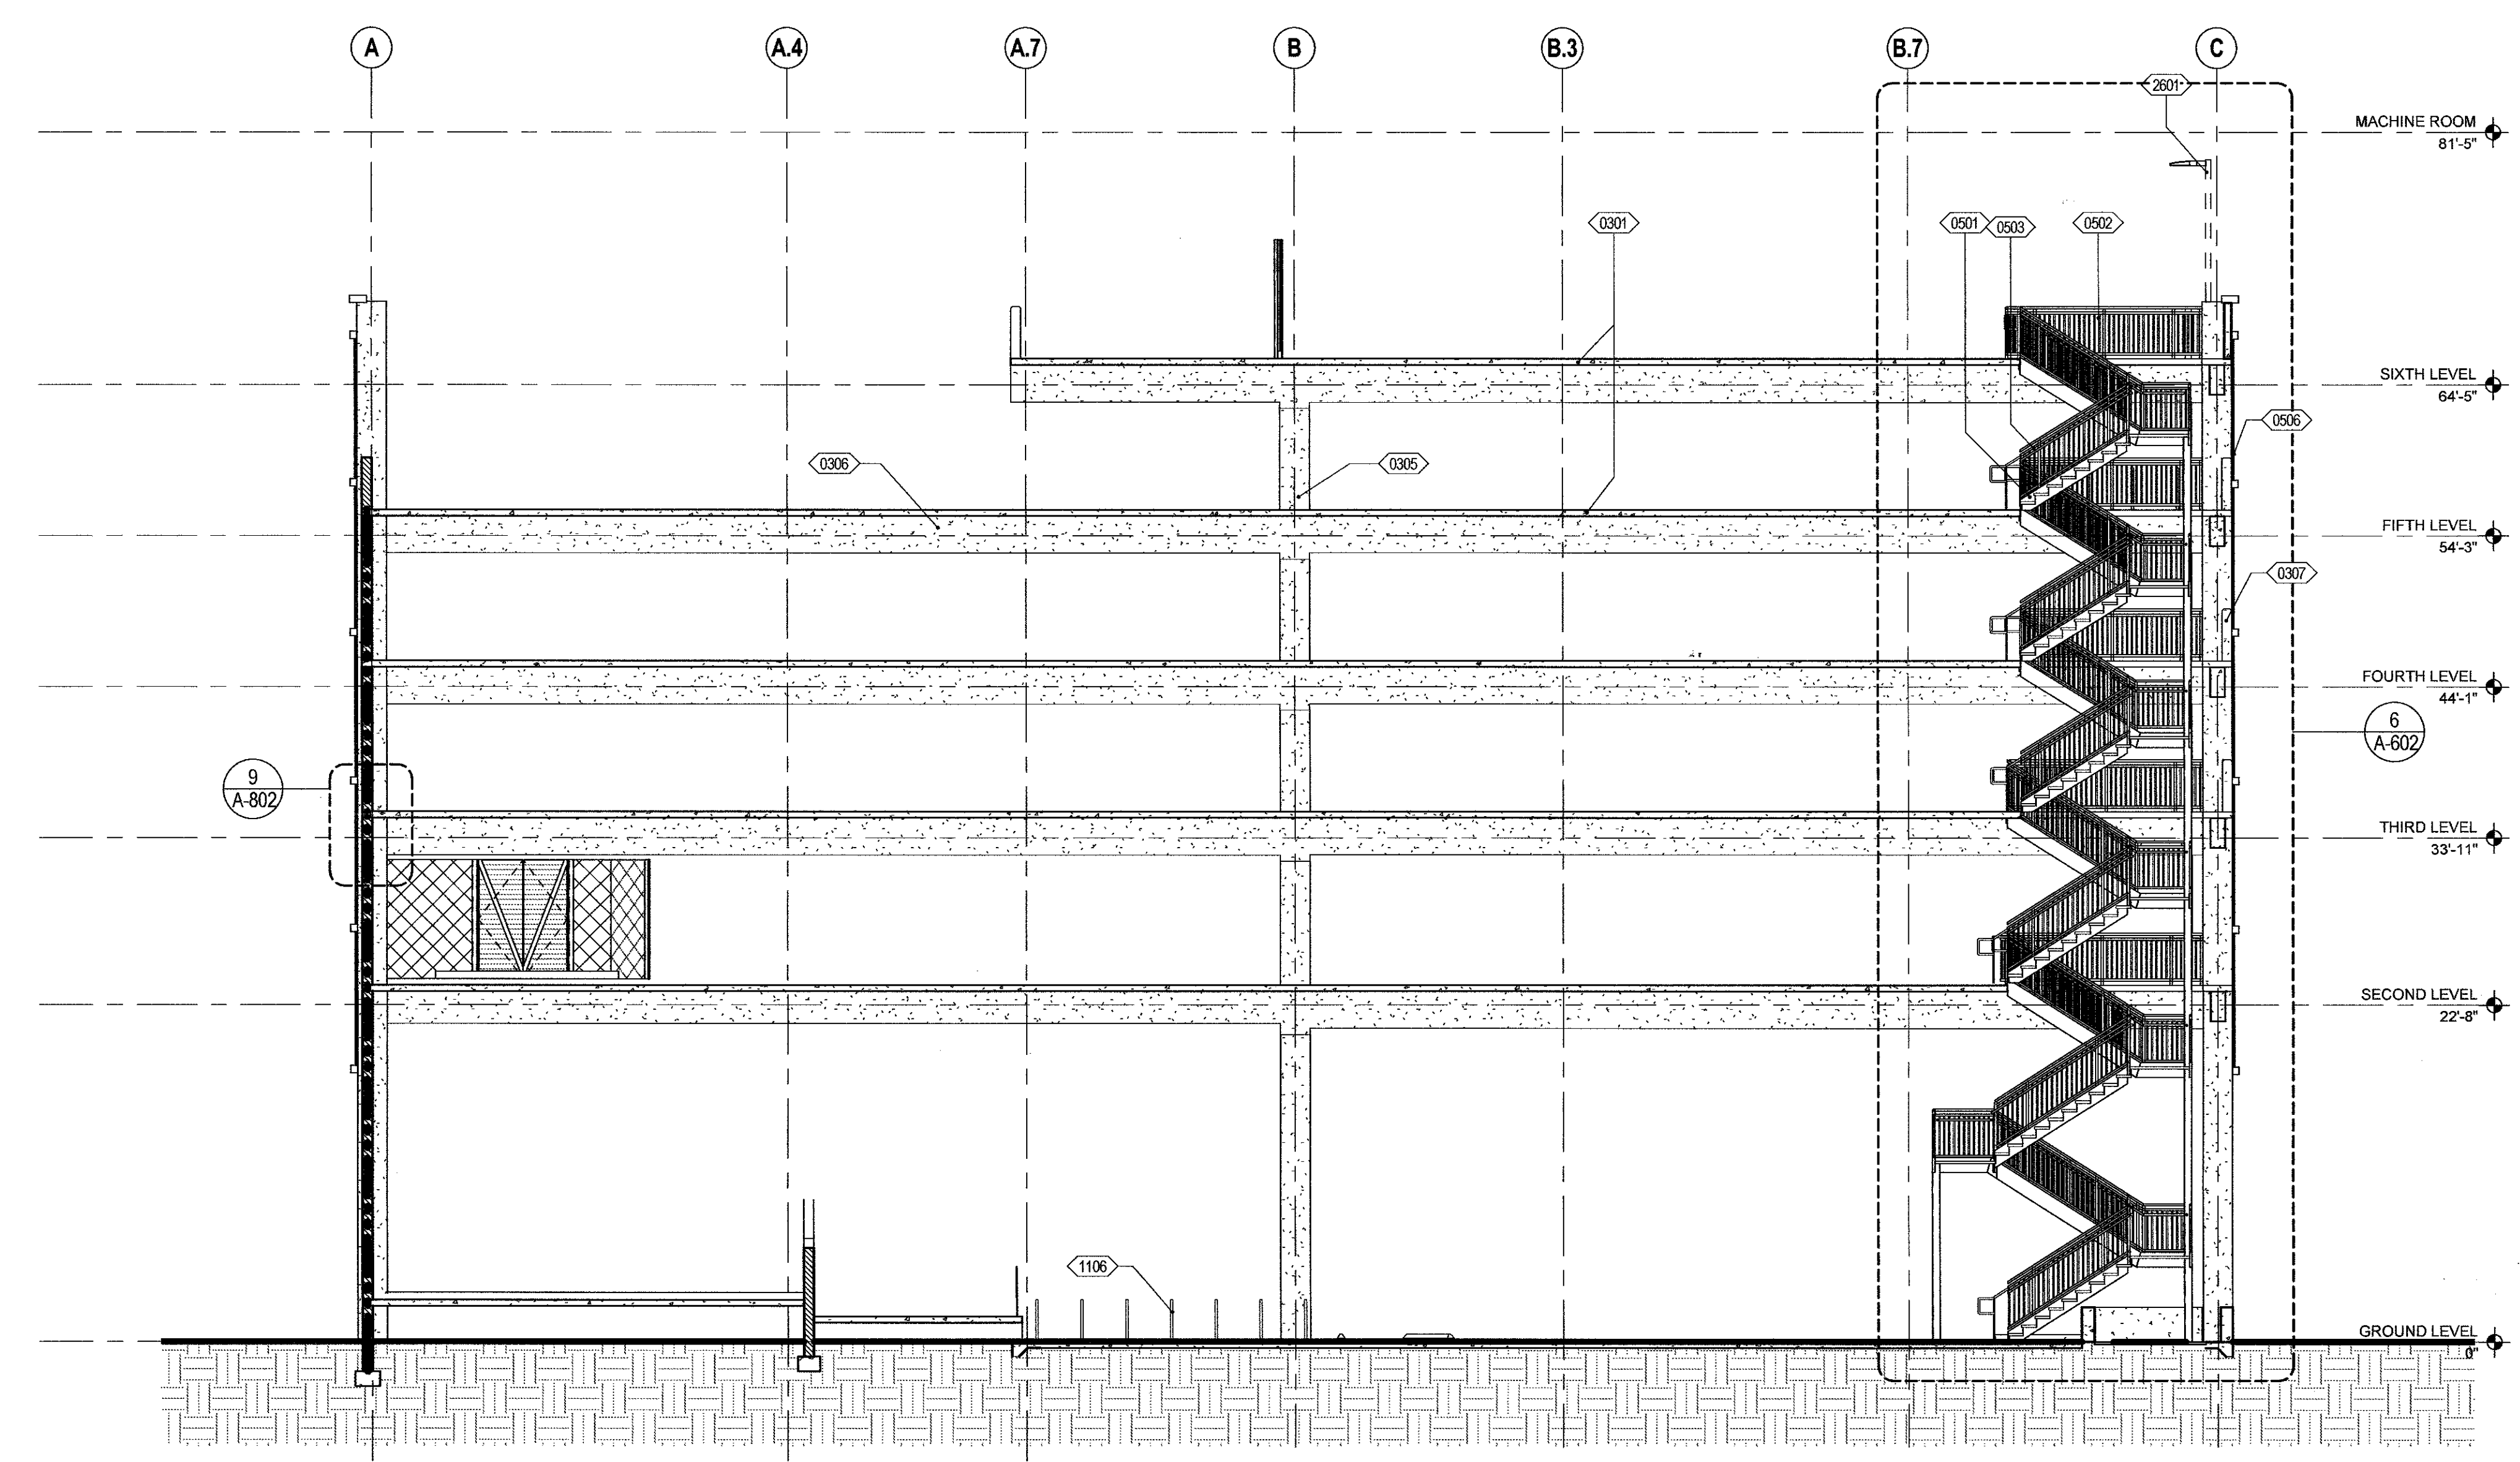 A
A.4
A.7
B
B.3
B.7
C
2601
MACHINE ROOM
81'-5"
0301
0501
0503
0502
SIXTH LEVEL
64'-5"
0506
0306
0305
FIFTH LEVEL
54'-3"
0307
FOURTH LEVEL
44'-1"
6
A-602
9
A-802
THIRD LEVEL
33'-11"
SECOND LEVEL
22'-8"
1106
GROUND LEVEL
0"